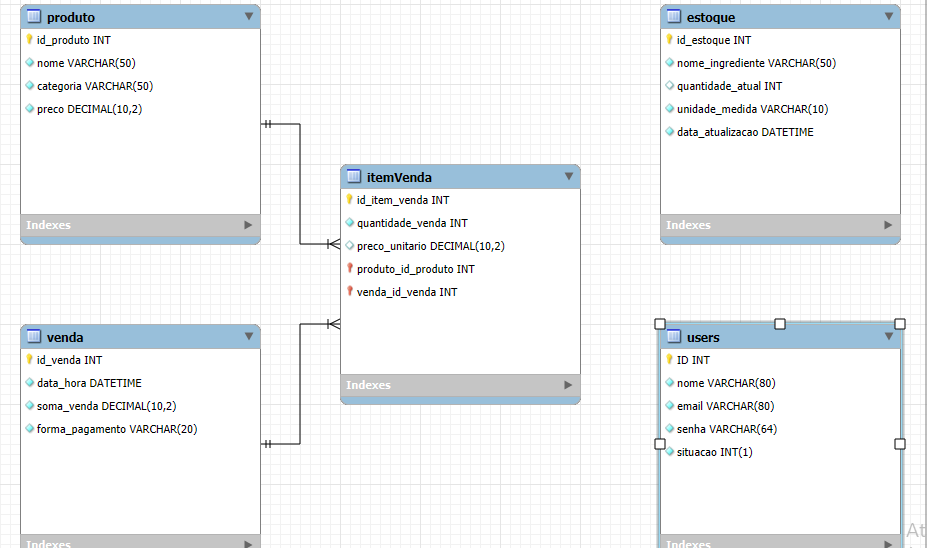 produto
id_produto INT
nome VARCHAR(50)
categoria VARCHAR(50)
preco DECIMAL(10,2)
Indexes
estoque
id_estoque INT
nome_ingrediente VARCHAR(50)
quantidade_atual INT
unidade_medida VARCHAR(10)
data_atualizacao DATETIME
Indexes
itemVenda
id_item_venda INT
quantidade_venda INT
preco_unitario DECIMAL(10,2)
produto_id_produto INT
venda_id_venda INT
Indexes
venda
id_venda INT
data_hora DATETIME
soma_venda DECIMAL(10,2)
forma_pagamento VARCHAR(20)
Indexes
users
ID INT
nome VARCHAR(80)
email VARCHAR(80)
senha VARCHAR(64)
situacao INT(1)
Indexes
At